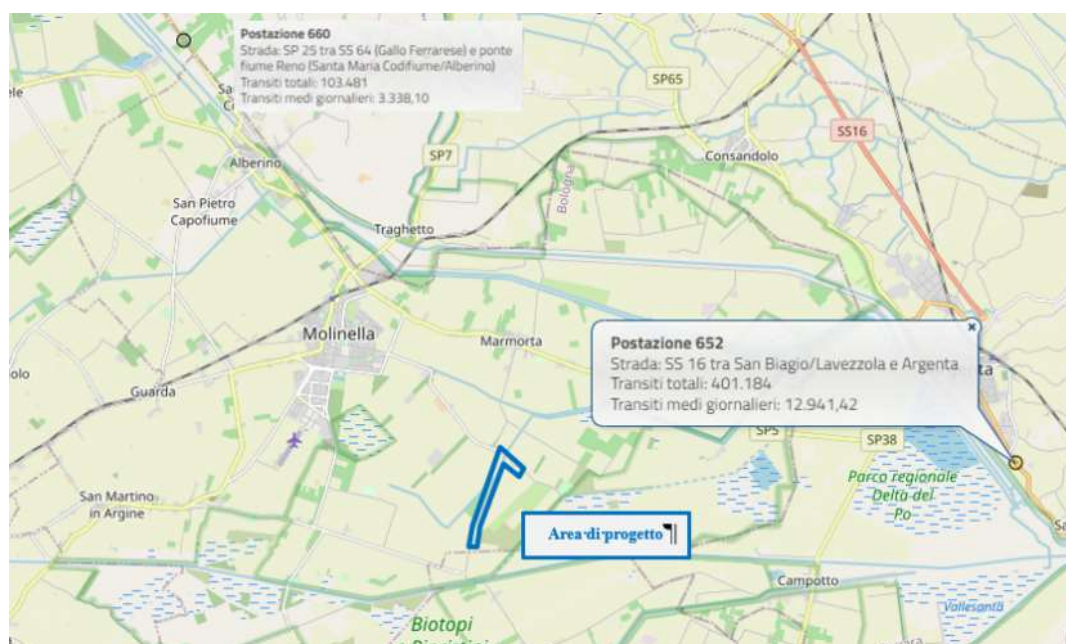 Postazione 660
Strada: SP 25 tra SS 64 (Gallo Ferrarese) e ponte
fiume Reno (Santa Maria Codifiume/Alberino)
Transiti totali: 103.481
Transiti medi giornalieri: 3.338,10
SP65
SS16
Consandolo
SP7
Alberino
Bologna
San Pietro
Capofiume
Traghetto
Molinella
Marmorta
Postazione 652
Strada: SS 16 tra San Biagio/Lavezzola e Argenta
Transiti totali: 401.184
Transiti medi giornalieri: 12.941,42
Guarda
SP5
SP38
Parco regionale
Delta del
Po
San Martino
in Argine
Area·di·progetto¶
Campotto
Vallesanta
Biotopi